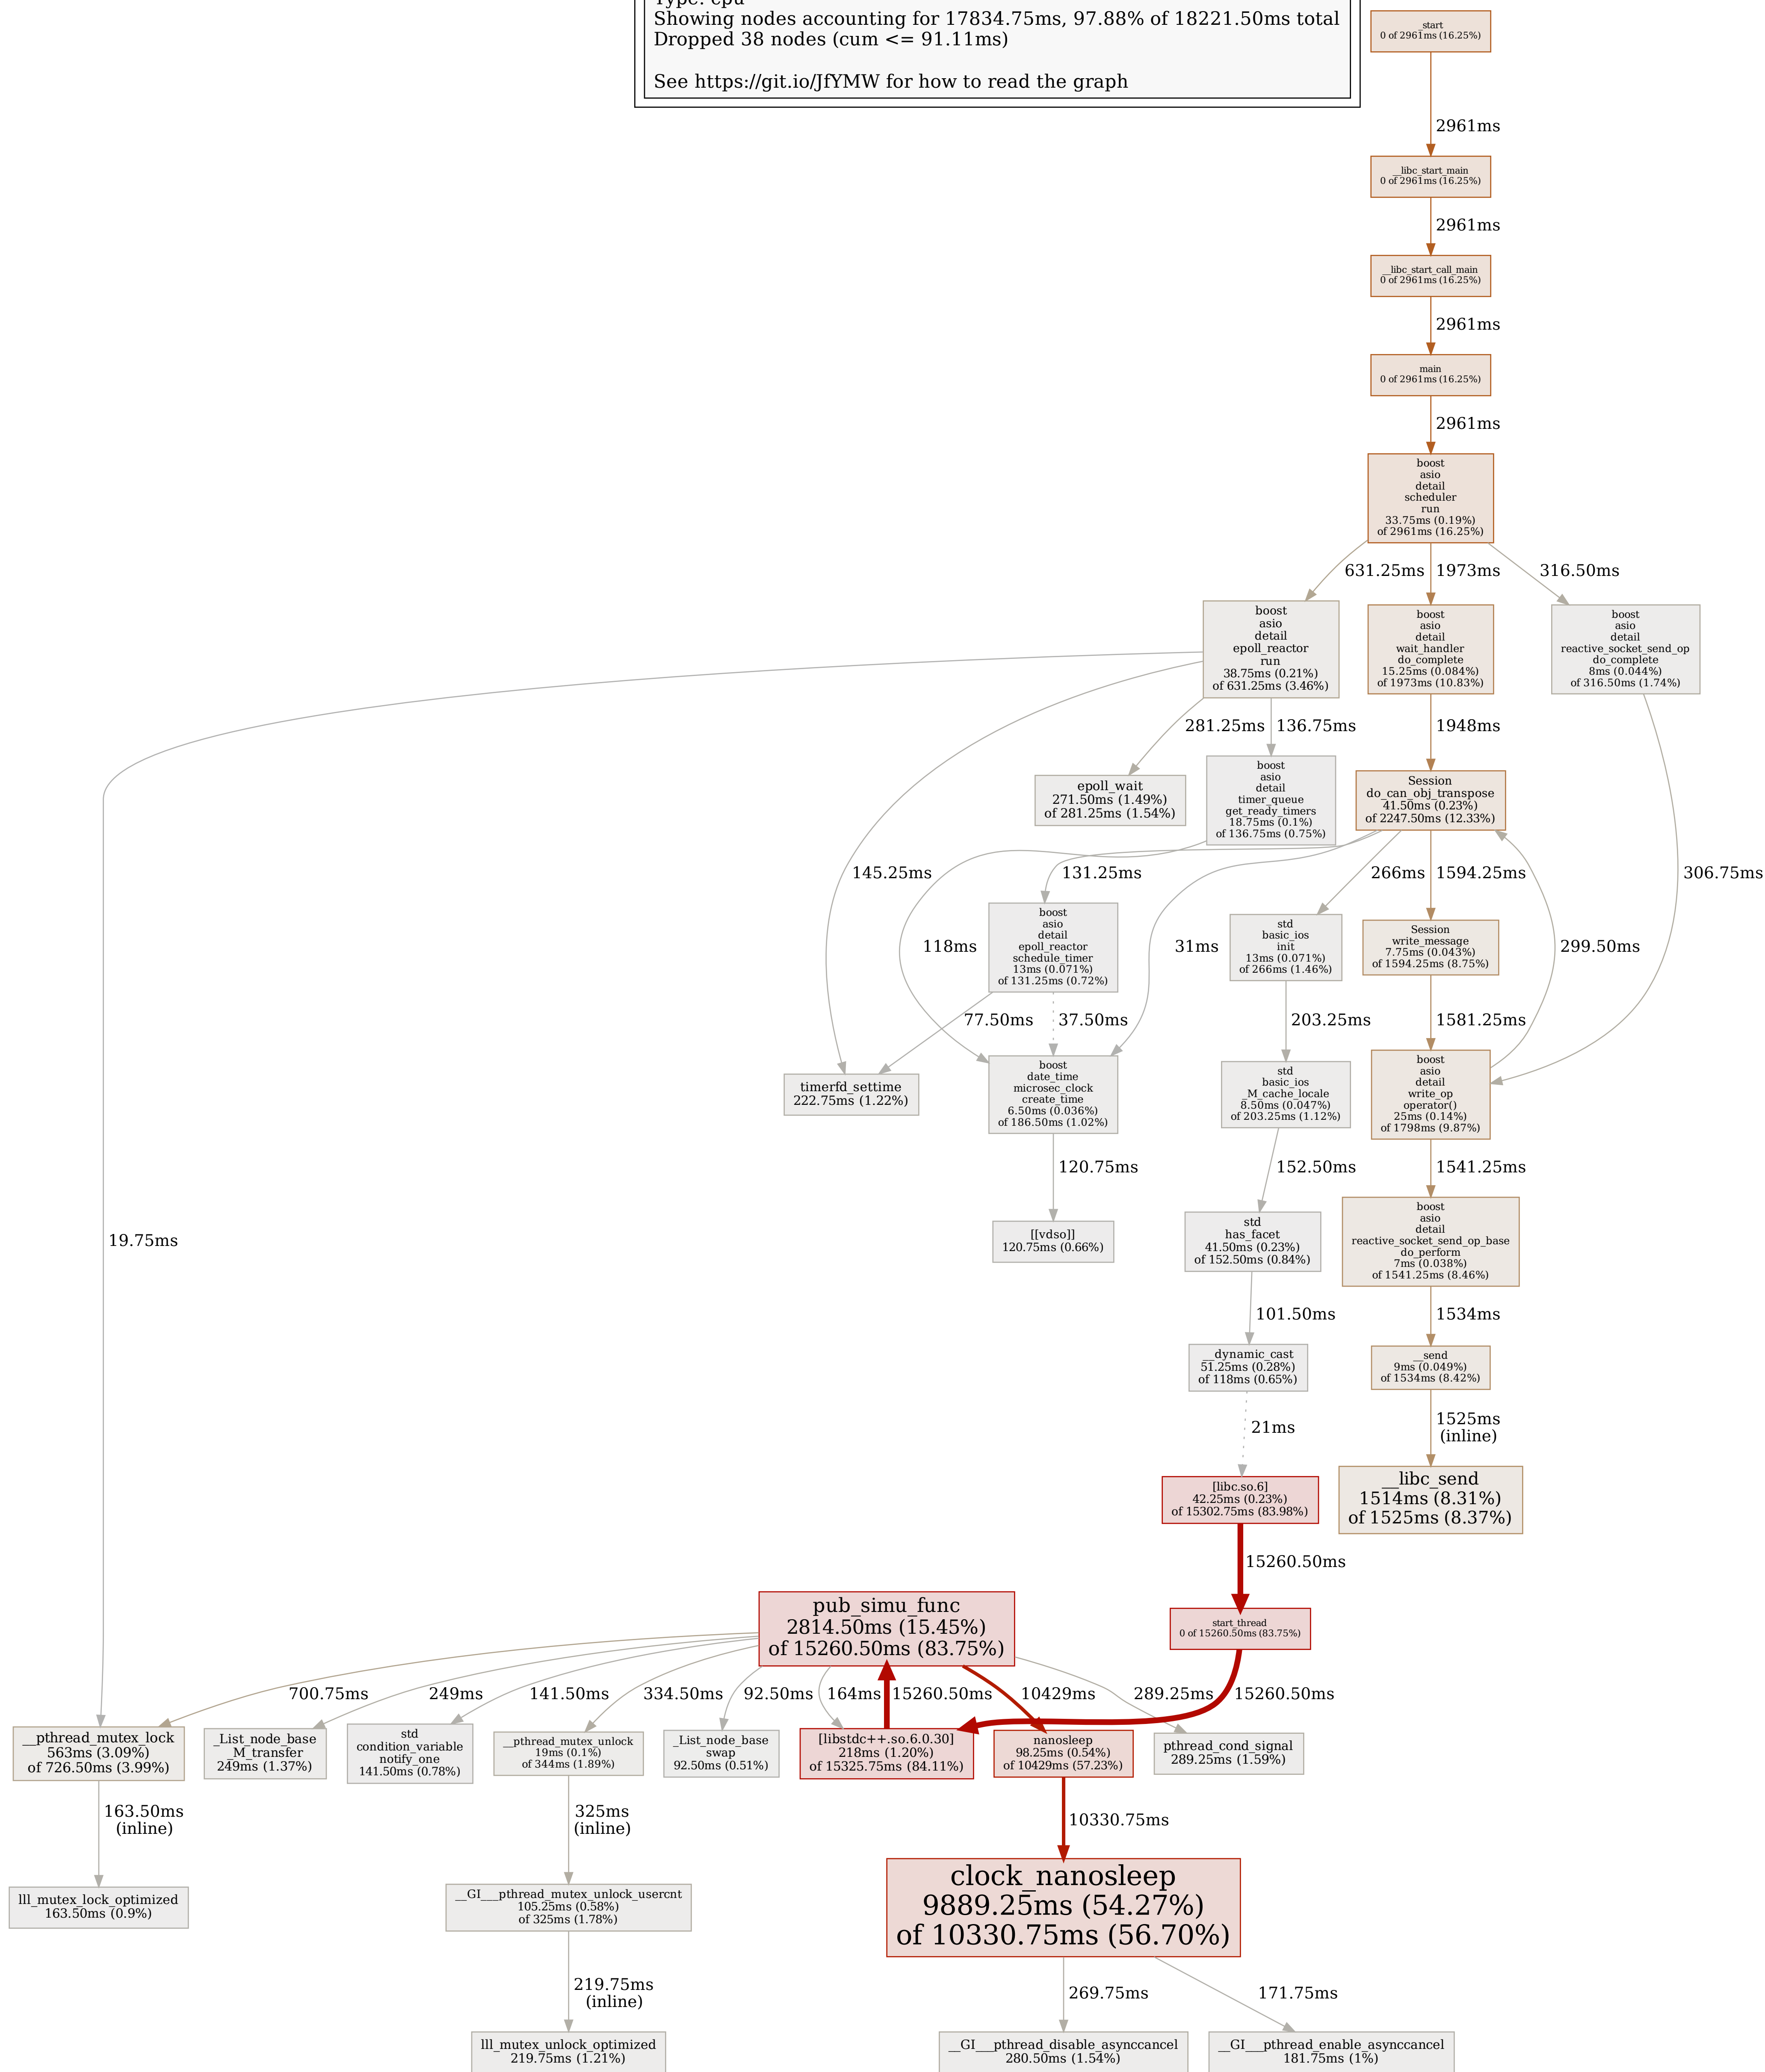 Type: cpu
Showing nodes accounting for 17834.75ms, 97.88% of 18221.50ms total
Dropped 38 nodes (cum <= 91.11ms)
See https://git.io/JfYMW for how to read the graph
_start
0 of 2961ms (16.25%)
2961ms
__libc_start_main
0 of 2961ms (16.25%)
2961ms
__libc_start_call_main
0 of 2961ms (16.25%)
2961ms
main
0 of 2961ms (16.25%)
2961ms
boost
asio
detail
scheduler
run
33.75ms (0.19%)
of 2961ms (16.25%)
631.25ms
1973ms
316.50ms
boost
asio
detail
epoll_reactor
run
38.75ms (0.21%)
of 631.25ms (3.46%)
boost
asio
detail
wait_handler
do_complete
15.25ms (0.084%)
of 1973ms (10.83%)
boost
asio
detail
reactive_socket_send_op
do_complete
8ms (0.044%)
of 316.50ms (1.74%)
281.25ms
136.75ms
1948ms
epoll_wait
271.50ms (1.49%)
of 281.25ms (1.54%)
boost
asio
detail
timer_queue
get_ready_timers
18.75ms (0.1%)
of 136.75ms (0.75%)
Session
do_can_obj_transpose
41.50ms (0.23%)
of 2247.50ms (12.33%)
145.25ms
131.25ms
266ms
1594.25ms
306.75ms
118ms
boost
asio
detail
epoll_reactor
schedule_timer
13ms (0.071%)
of 131.25ms (0.72%)
31ms
std
basic_ios
init
13ms (0.071%)
of 266ms (1.46%)
Session
write_message
7.75ms (0.043%)
of 1594.25ms (8.75%)
299.50ms
77.50ms
37.50ms
203.25ms
1581.25ms
timerfd_settime
222.75ms (1.22%)
boost
date_time
microsec_clock
create_time
6.50ms (0.036%)
of 186.50ms (1.02%)
std
basic_ios
_M_cache_locale
8.50ms (0.047%)
of 203.25ms (1.12%)
boost
asio
detail
write_op
operator()
25ms (0.14%)
of 1798ms (9.87%)
120.75ms
152.50ms
1541.25ms
19.75ms
[[vdso]]
120.75ms (0.66%)
std
has_facet
41.50ms (0.23%)
of 152.50ms (0.84%)
boost
asio
detail
reactive_socket_send_op_base
do_perform
7ms (0.038%)
of 1541.25ms (8.46%)
101.50ms
1534ms
__dynamic_cast
51.25ms (0.28%)
of 118ms (0.65%)
__send
9ms (0.049%)
of 1534ms (8.42%)
21ms
1525ms
(inline)
[libc.so.6]
42.25ms (0.23%)
of 15302.75ms (83.98%)
__libc_send
1514ms (8.31%)
of 1525ms (8.37%)
15260.50ms
pub_simu_func
2814.50ms (15.45%)
of 15260.50ms (83.75%)
start_thread
0 of 15260.50ms (83.75%)
700.75ms
249ms
141.50ms
334.50ms
92.50ms
164ms
15260.50ms
10429ms
289.25ms
15260.50ms
__pthread_mutex_lock
563ms (3.09%)
of 726.50ms (3.99%)
_List_node_base
_M_transfer
249ms (1.37%)
std
condition_variable
notify_one
141.50ms (0.78%)
__pthread_mutex_unlock
19ms (0.1%)
of 344ms (1.89%)
_List_node_base
swap
92.50ms (0.51%)
[libstdc++.so.6.0.30]
218ms (1.20%)
of 15325.75ms (84.11%)
nanosleep
98.25ms (0.54%)
of 10429ms (57.23%)
pthread_cond_signal
289.25ms (1.59%)
163.50ms
(inline)
325ms
(inline)
10330.75ms
lll_mutex_lock_optimized
163.50ms (0.9%)
__GI___pthread_mutex_unlock_usercnt
105.25ms (0.58%)
of 325ms (1.78%)
clock_nanosleep
9889.25ms (54.27%)
of 10330.75ms (56.70%)
219.75ms
(inline)
269.75ms
171.75ms
lll_mutex_unlock_optimized
219.75ms (1.21%)
__GI___pthread_disable_asynccancel
280.50ms (1.54%)
__GI___pthread_enable_asynccancel
181.75ms (1%)